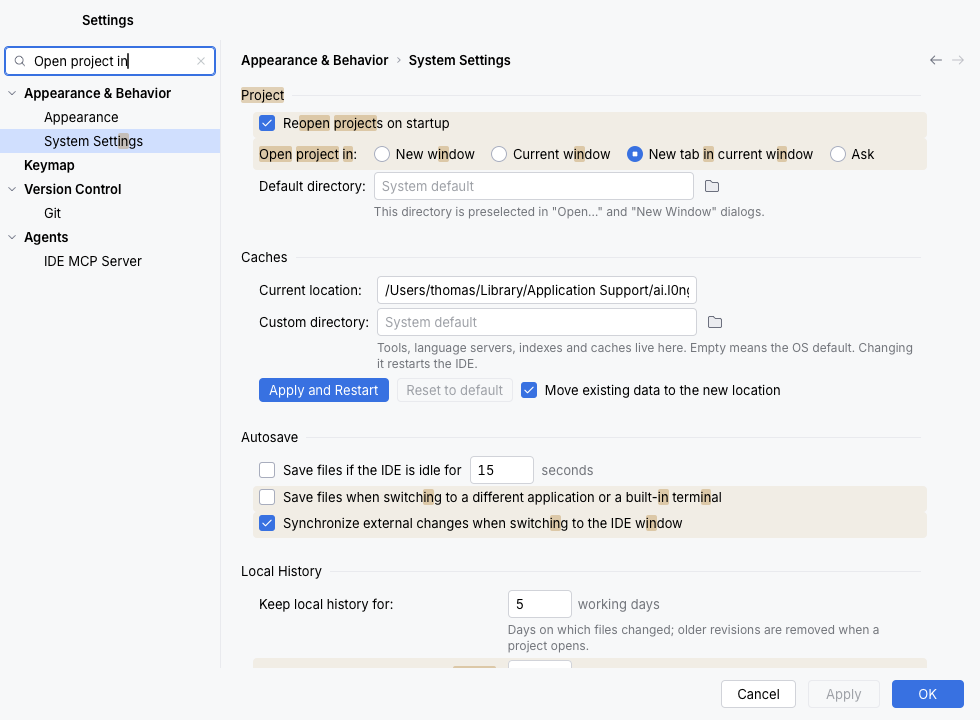 Settings
Open project in
Appearance & Behavior
Appearance
System Settings
Keymap
Version Control
Git
Agents
IDE MCP Server
Appearance & Behavior › System Settings
Project
Reopen projects on startup
Open project in: New window Current window New tab in current window Ask
Default directory: System default
This directory is preselected in "Open..." and "New Window" dialogs.
Caches
Current location: /Users/thomas/Library/Application Support/ai.l0ng
Custom directory: System default
Tools, language servers, indexes and caches live here. Empty means the OS default. Changing
it restarts the IDE.
Apply and Restart Reset to default Move existing data to the new location
Autosave
Save files if the IDE is idle for 15 seconds
Save files when switching to a different application or a built-in terminal
Synchronize external changes when switching to the IDE window
Local History
Keep local history for: 5 working days
Days on which files changed; older revisions are removed when a
project opens.
Cancel Apply OK